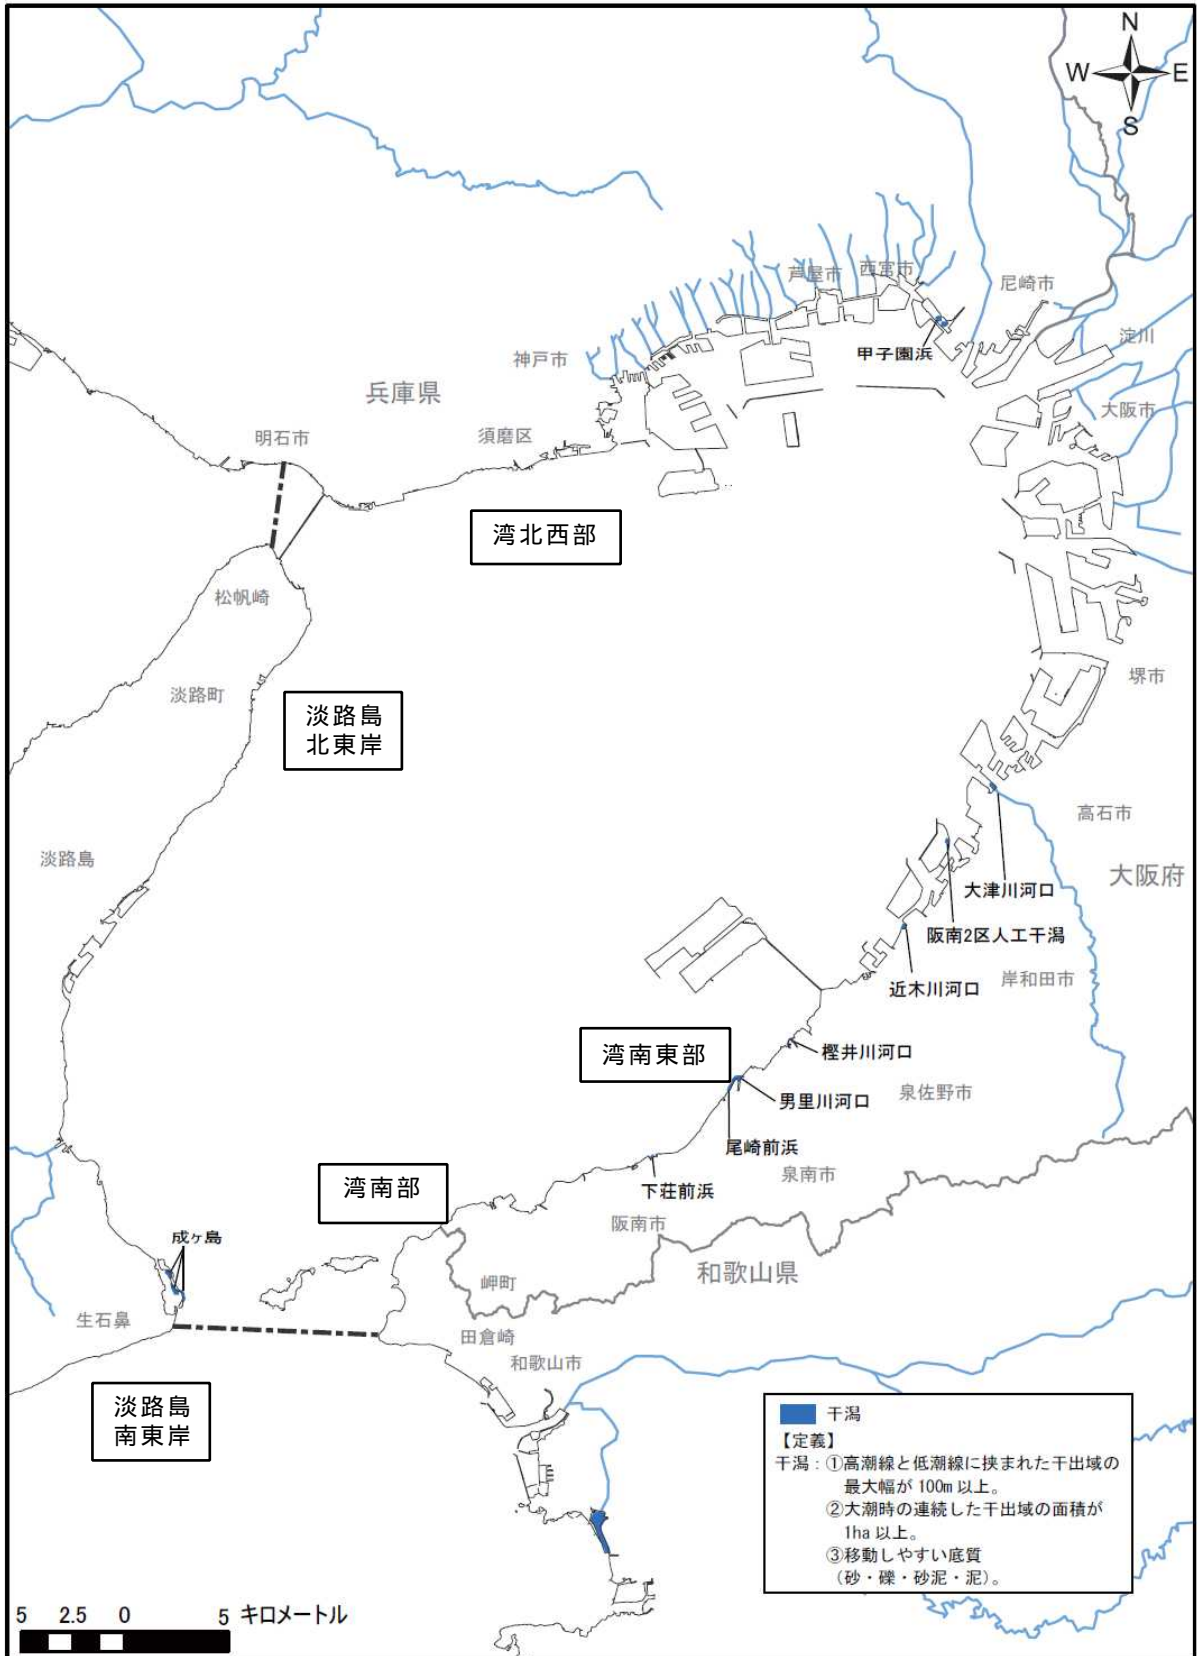 N
W
E
S
芦屋市
西宮市
尼崎市
淀川
甲子園浜
神戸市
兵庫県
大阪市
須磨区
明石市
湾北西部
松帆崎
淡路町
堺市
淡路島
北東岸
高石市
淡路島
大阪府
大津川河口
阪南2区人工干潟
岸和田市
近木川河口
湾南東部
樫井川河口
泉佐野市
男里川河口
尾崎前浜
泉南市
湾南部
下荘前浜
阪南市
成ヶ島
和歌山県
岬町
生石鼻
田倉崎
和歌山市
淡路島
南東岸
干潟
【定義】
干潟：①高潮線と低潮線に挟まれた干出域の
最大幅が100m以上。
②大潮時の連続した干出域の面積が
1ha以上。
③移動しやすい底質
（砂・礫・砂泥・泥）。
5 2.5 0 5 キロメートル